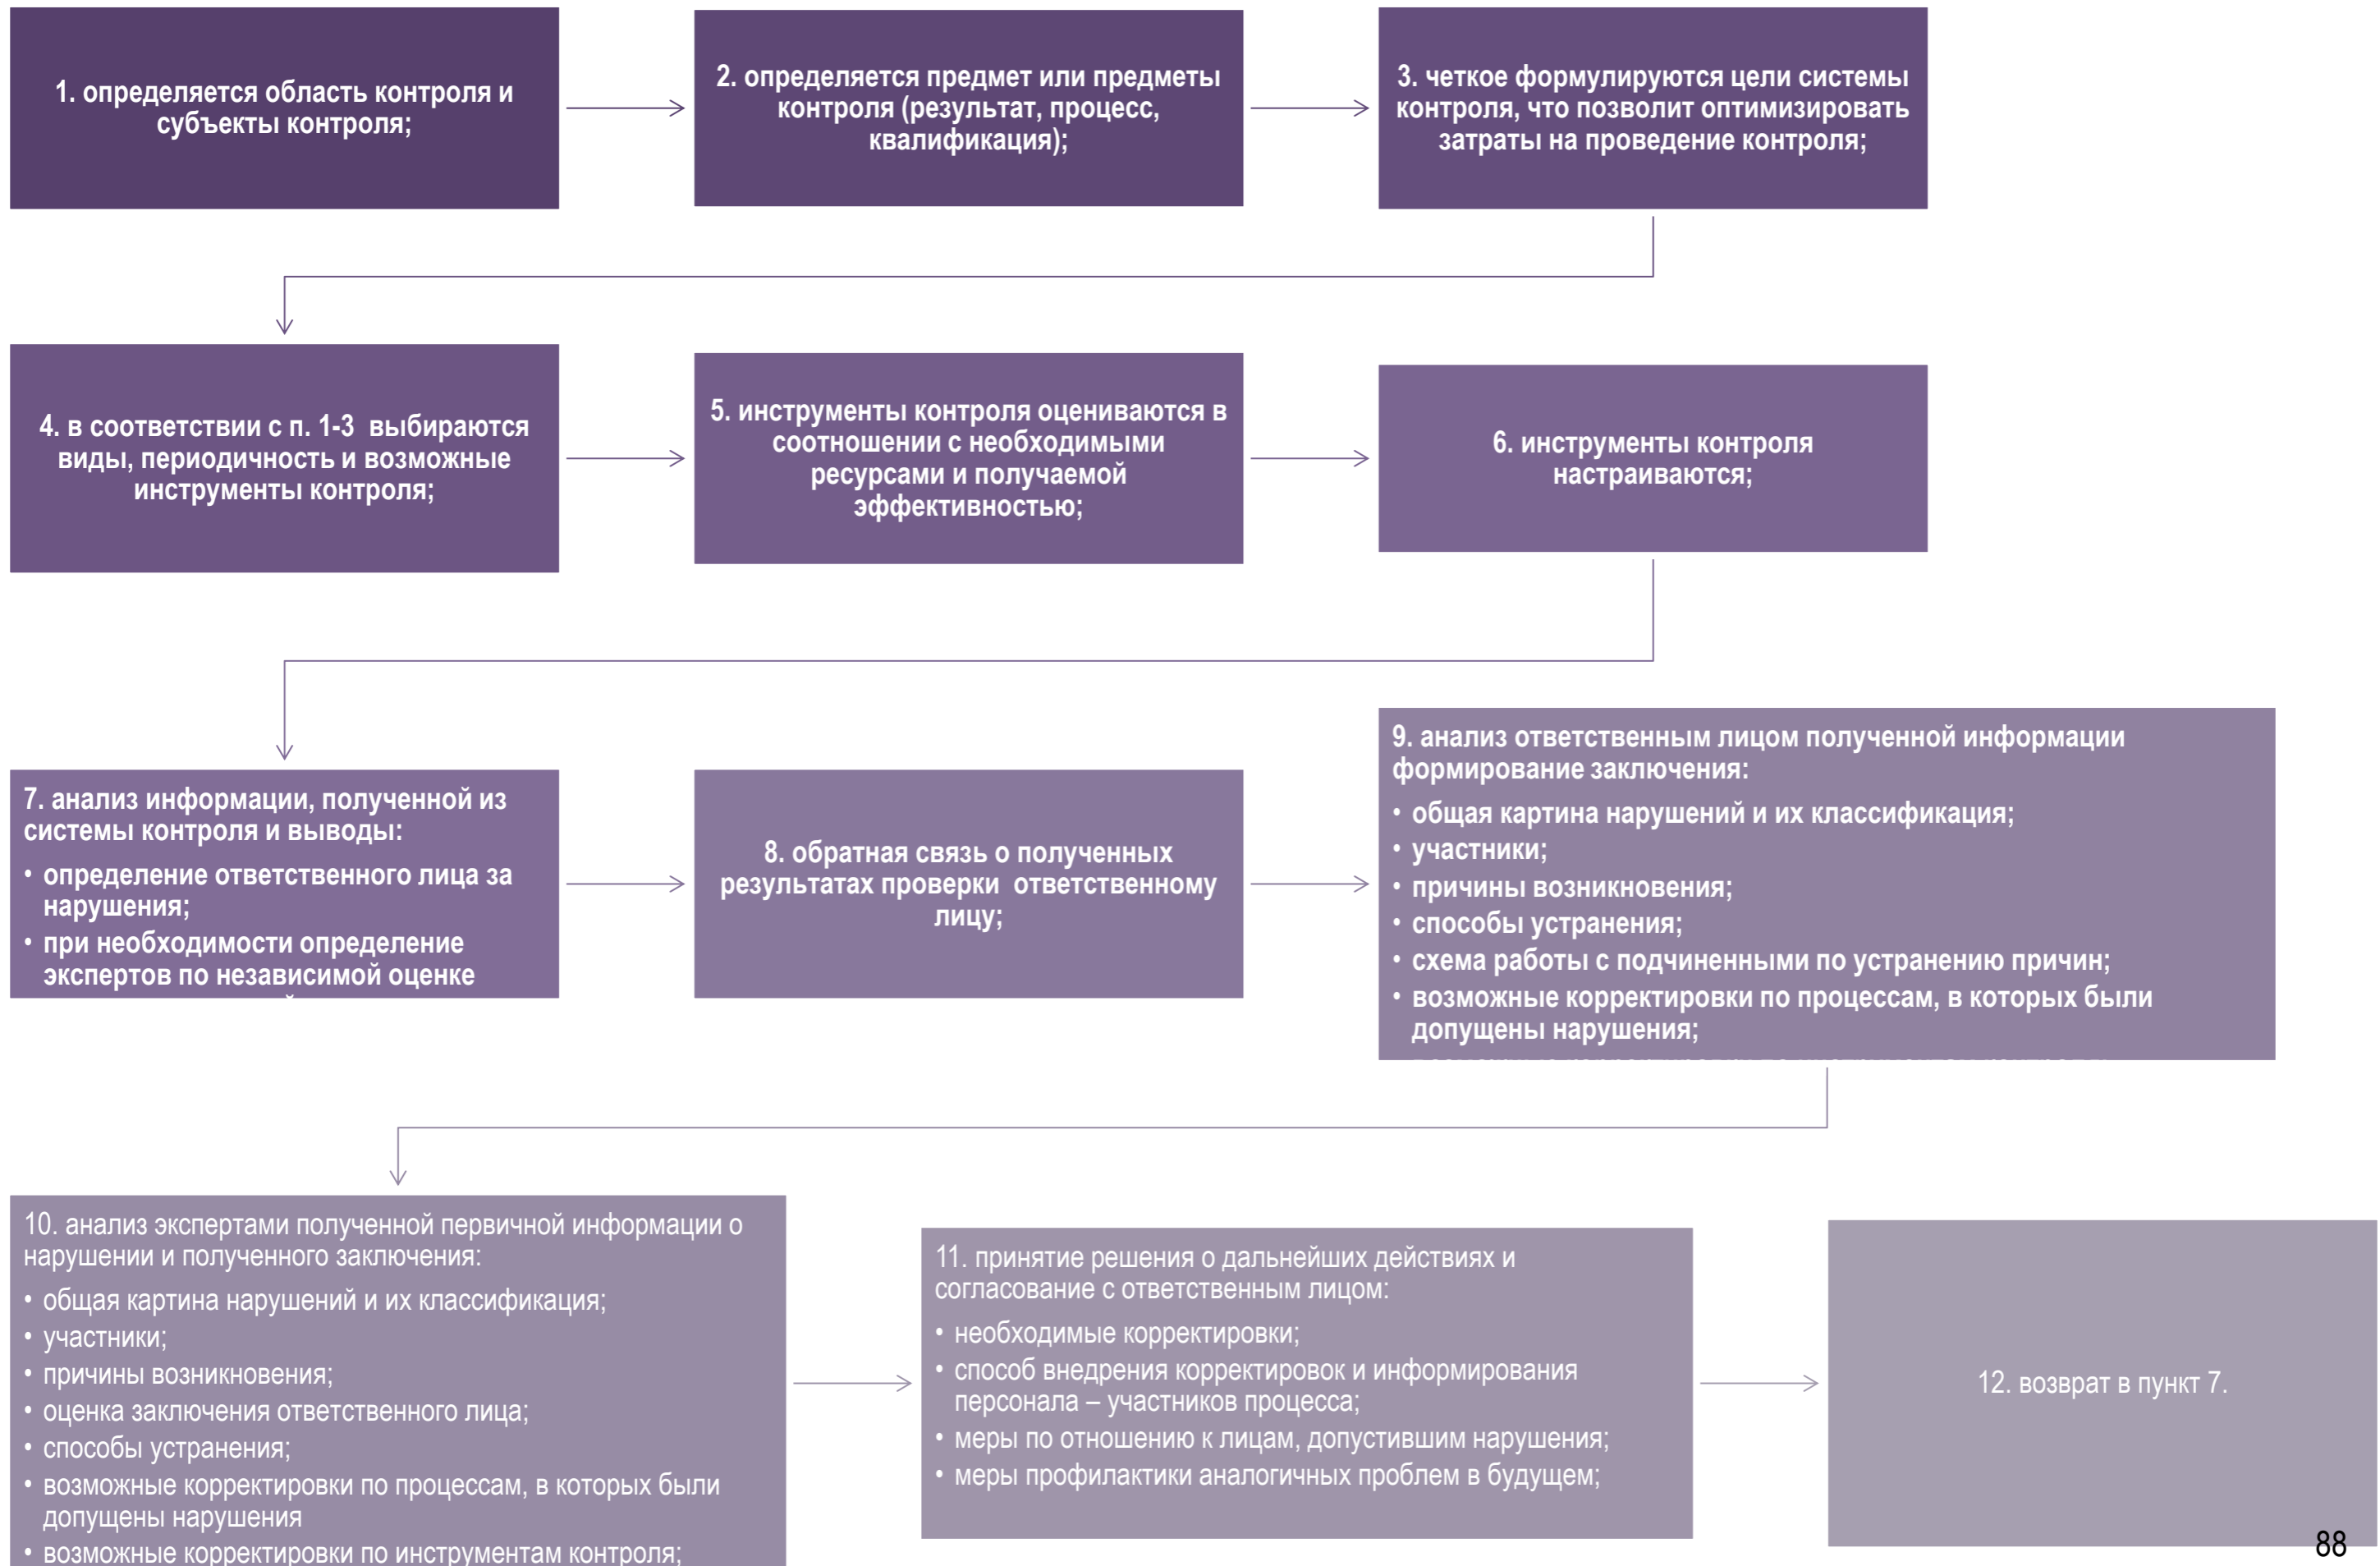 1. определяется область контроля и
субъекты контроля;
2. определяется предмет или предметы
контроля (результат, процесс,
квалификация);
3. четкое формулируются цели системы
контроля, что позволит оптимизировать
затраты на проведение контроля;
4. в соответствии с п. 1-3 выбираются
виды, периодичность и возможные
инструменты контроля;
5. инструменты контроля оцениваются в
соотношении с необходимыми
ресурсами и получаемой
эффективностью;
6. инструменты контроля
настраиваются;
7. анализ информации, полученной из
системы контроля и выводы:
• определение ответственного лица за
нарушения;
• при необходимости определение
экспертов по независимой оценке
8. обратная связь о полученных
результатах проверки ответственному
лицу;
9. анализ ответственным лицом полученной информации
формирование заключения:
• общая картина нарушений и их классификация;
• участники;
• причины возникновения;
• способы устранения;
• схема работы с подчиненными по устранению причин;
• возможные корректировки по процессам, в которых были
допущены нарушения;
10. анализ экспертами полученной первичной информации о
нарушении и полученного заключения:
• общая картина нарушений и их классификация;
• участники;
• причины возникновения;
• оценка заключения ответственного лица;
• способы устранения;
• возможные корректировки по процессам, в которых были
допущены нарушения
• возможные корректировки по инструментам контроля;
11. принятие решения о дальнейших действиях и
согласование с ответственным лицом:
• необходимые корректировки;
• способ внедрения корректировок и информирования
персонала – участников процесса;
• меры по отношению к лицам, допустившим нарушения;
• меры профилактики аналогичных проблем в будущем;
12. возврат в пункт 7.
88